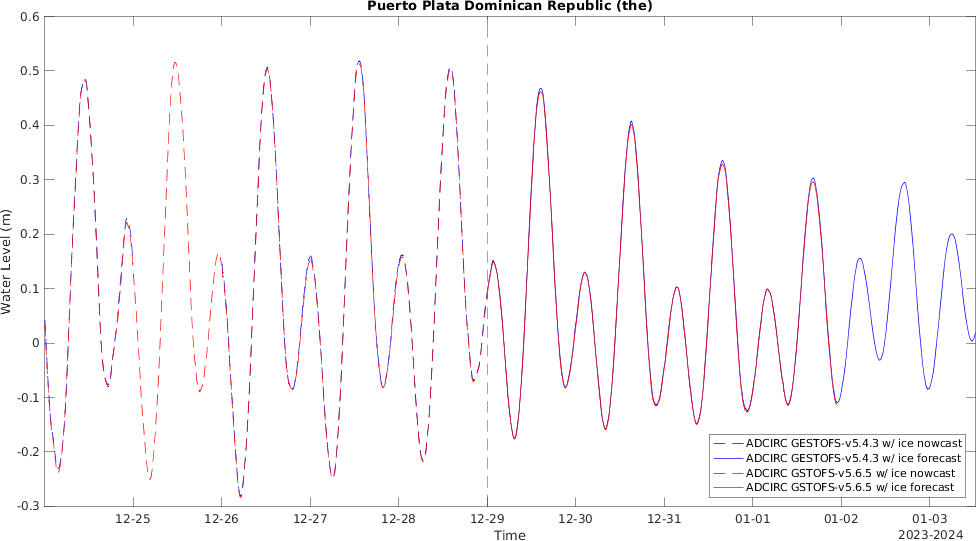 Puerto Plata Dominican Republic (the)
0.6
0.5
0.4
0.3
0.2
0.1
0
-0.1
-0.2
-0.3
Water Level (m)
ADCIRC GESTOFS-v5.4.3 w/ ice nowcast
ADCIRC GESTOFS-v5.4.3 w/ ice forecast
ADCIRC GSTOFS-v5.6.5 w/ ice nowcast
ADCIRC GSTOFS-v5.6.5 w/ ice forecast
12-25 12-26 12-27 12-28 12-29 12-30 12-31 01-01 01-02 01-03
Time
2023-2024